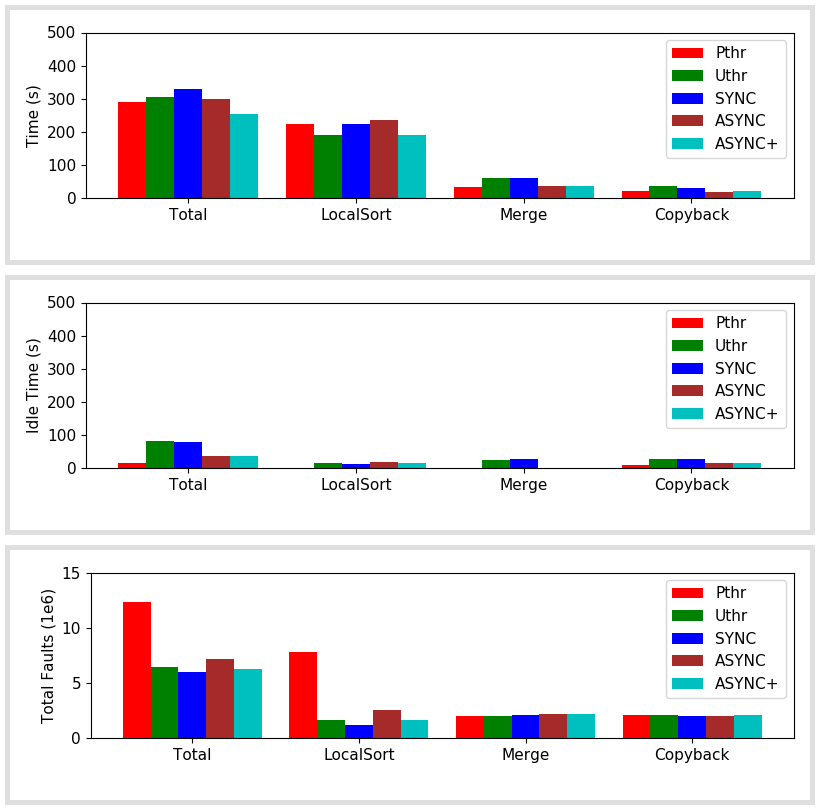 Time (s)
500
400
300
200
100
0
Total LocalSort Merge Copyback
Pthr
Uthr
SYNC
ASYNC
ASYNC+
Idle Time (s)
500
400
300
200
100
0
Total LocalSort Merge Copyback
Pthr
Uthr
SYNC
ASYNC
ASYNC+
Total Faults (1e6)
15
10
5
0
Total LocalSort Merge Copyback
Pthr
Uthr
SYNC
ASYNC
ASYNC+